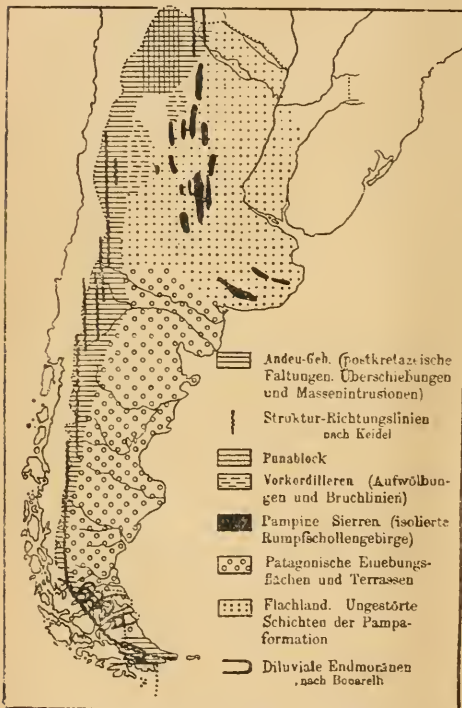 Anden-Geb. (postkretazeische
Faltungen. Überschiebungen
und Massenintrusionen)
Struktur-Richtungslinien
nach Keidel
Punablock
Vorkordilleren (Aufwölbun-
gen und Bruchlinien)
Pampine Sierren (isolierte
Rumpfschollengebirge)
Patagonische Einebungs-
flächen und Terrassen
Flachland. Ungestörte
Schichten der Pampa-
formation
Diluviale Endmoränen
nach